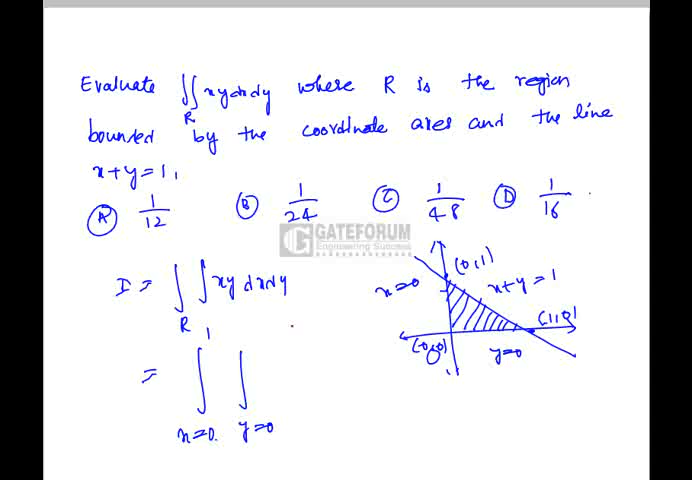 Evaluate ∬ xy dx dy where R is the region
R
bounded by the coordinate axes and the line
x+y=1,
(A) 1/12 (B) 1/24 (C) 1/48 (D) 1/16
GATEFORUM
Engineering Success
I = ∫∫ xy dx dy
R
= ∫ ∫
1
x=0. y=0
x=0
(0,1)
x+y=1
(1,0)
(0,0)
y=0